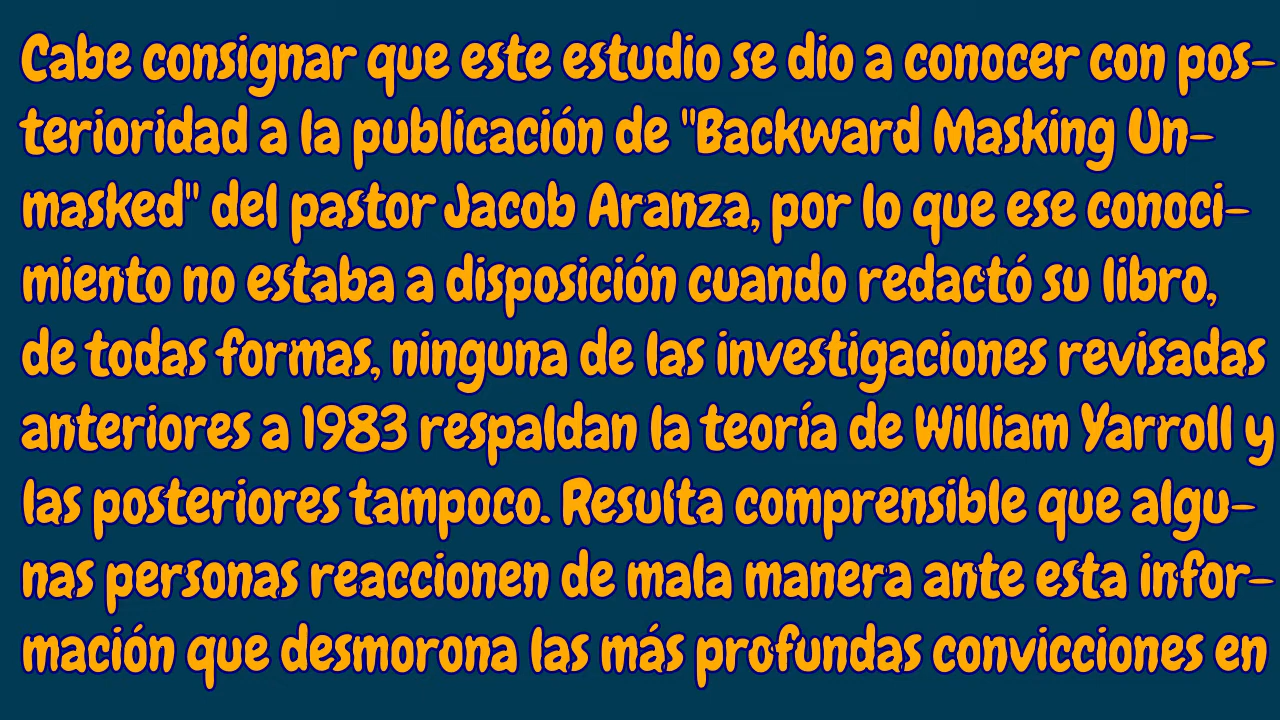 Cabe consignar que este estudio se dio a conocer con pos-
terioridad a la publicación de "Backward Masking Un-
masked" del pastor Jacob Aranza, por lo que ese conoci-
miento no estaba a disposición cuando redactó su libro,
de todas formas, ninguna de las investigaciones revisadas
anteriores a 1983 respaldan la teoría de William Yarroll y
las posteriores tampoco. Resulta comprensible que algu-
nas personas reaccionen de mala manera ante esta infor-
mación que desmorona las más profundas convicciones en